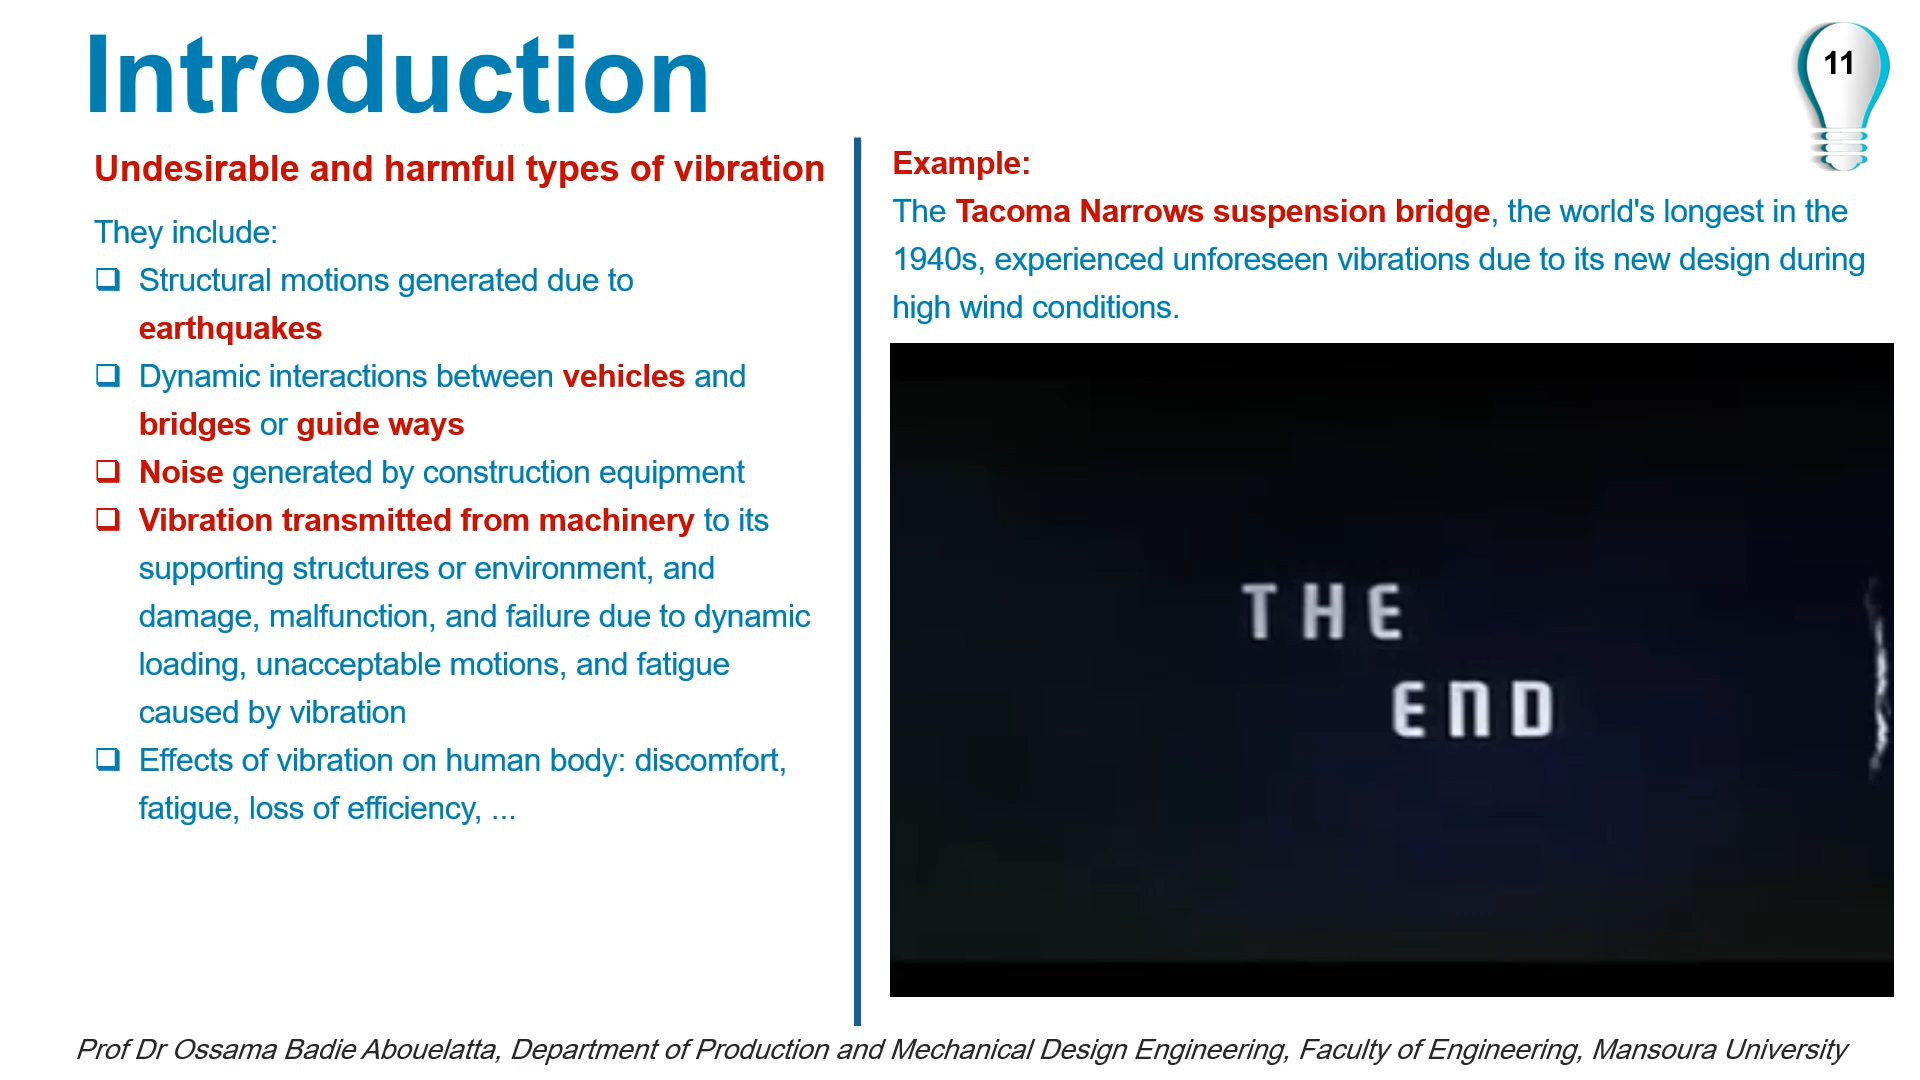 Introduction
11
Undesirable and harmful types of vibration
They include:
Structural motions generated due to
earthquakes
Dynamic interactions between vehicles and
bridges or guide ways
Noise generated by construction equipment
Vibration transmitted from machinery to its
supporting structures or environment, and
damage, malfunction, and failure due to dynamic
loading, unacceptable motions, and fatigue
caused by vibration
Effects of vibration on human body: discomfort,
fatigue, loss of efficiency, ...
Example:
The Tacoma Narrows suspension bridge, the world's longest in the
1940s, experienced unforeseen vibrations due to its new design during
high wind conditions.
THE
END
Prof Dr Ossama Badie Abouelatta, Department of Production and Mechanical Design Engineering, Faculty of Engineering, Mansoura University